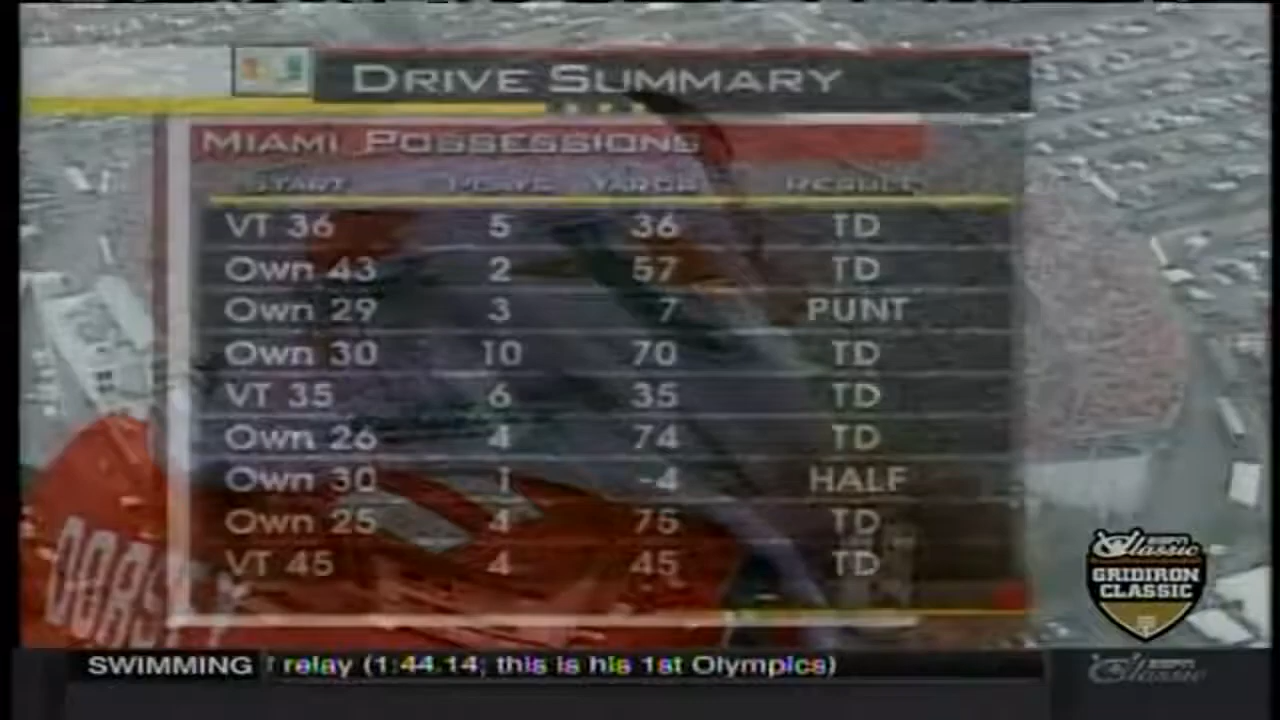 DRIVE SUMMARY
MIAMI POSSESSIONS
START PLAYS YARDS RESULT
VT 36 5 36 TD
Own 43 2 57 TD
Own 29 3 7 PUNT
Own 30 10 70 TD
VT 35 6 35 TD
Own 26 4 74 TD
Own 30 1 -4 HALF
Own 25 4 75 TD
VT 45 4 45 TD
DORSEY
ESPN
Classic
GRIDIRON
CLASSIC
SWIMMING relay (1:44.14; this is his 1st Olympics)
ESPN
Classic